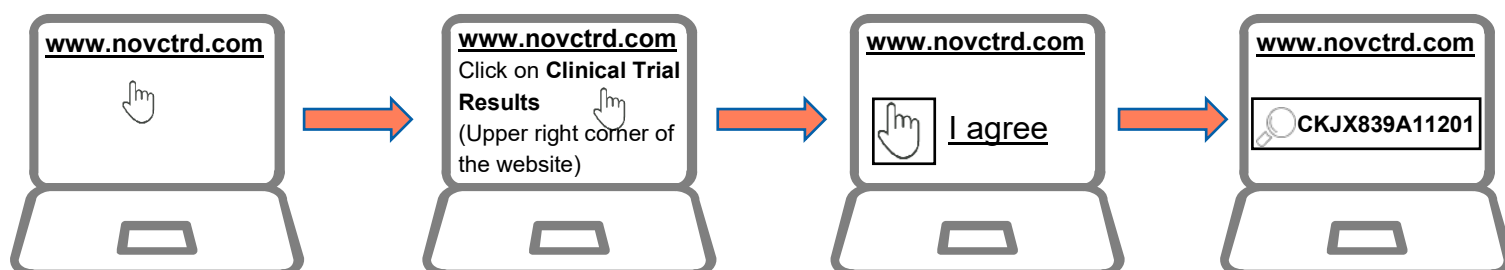 www.novctrd.com
www.novctrd.com
Click on Clinical Trial
Results
(Upper right corner of
the website)
www.novctrd.com
I agree
www.novctrd.com
CKJX839A11201